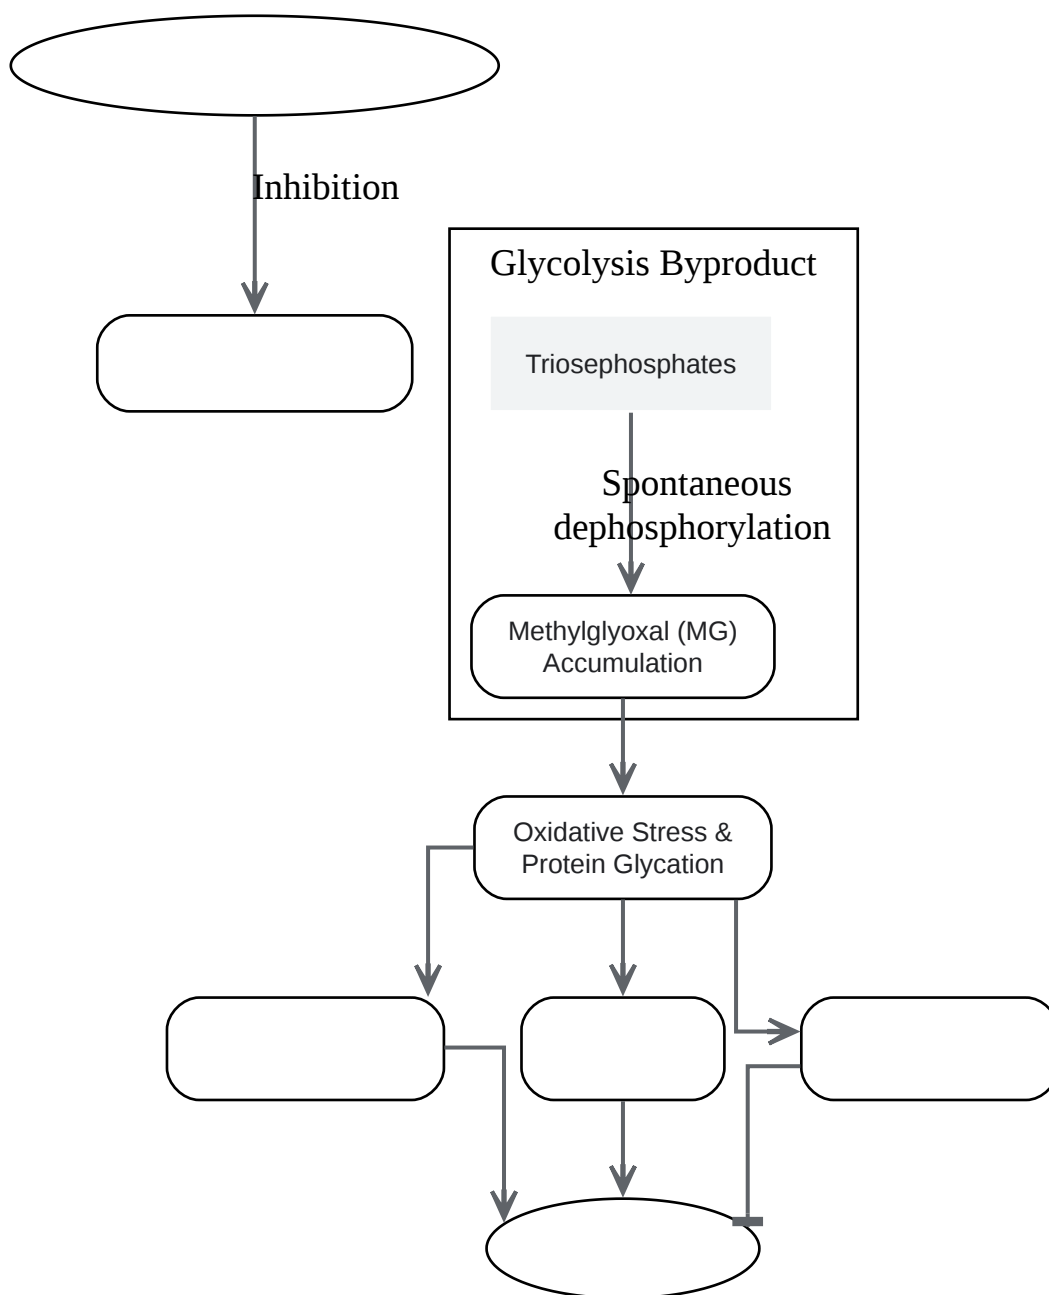 Inhibition
Glycolysis Byproduct
Triosephosphates
Spontaneous
dephosphorylation
Methylglyoxal (MG)
Accumulation
Oxidative Stress &
Protein Glycation